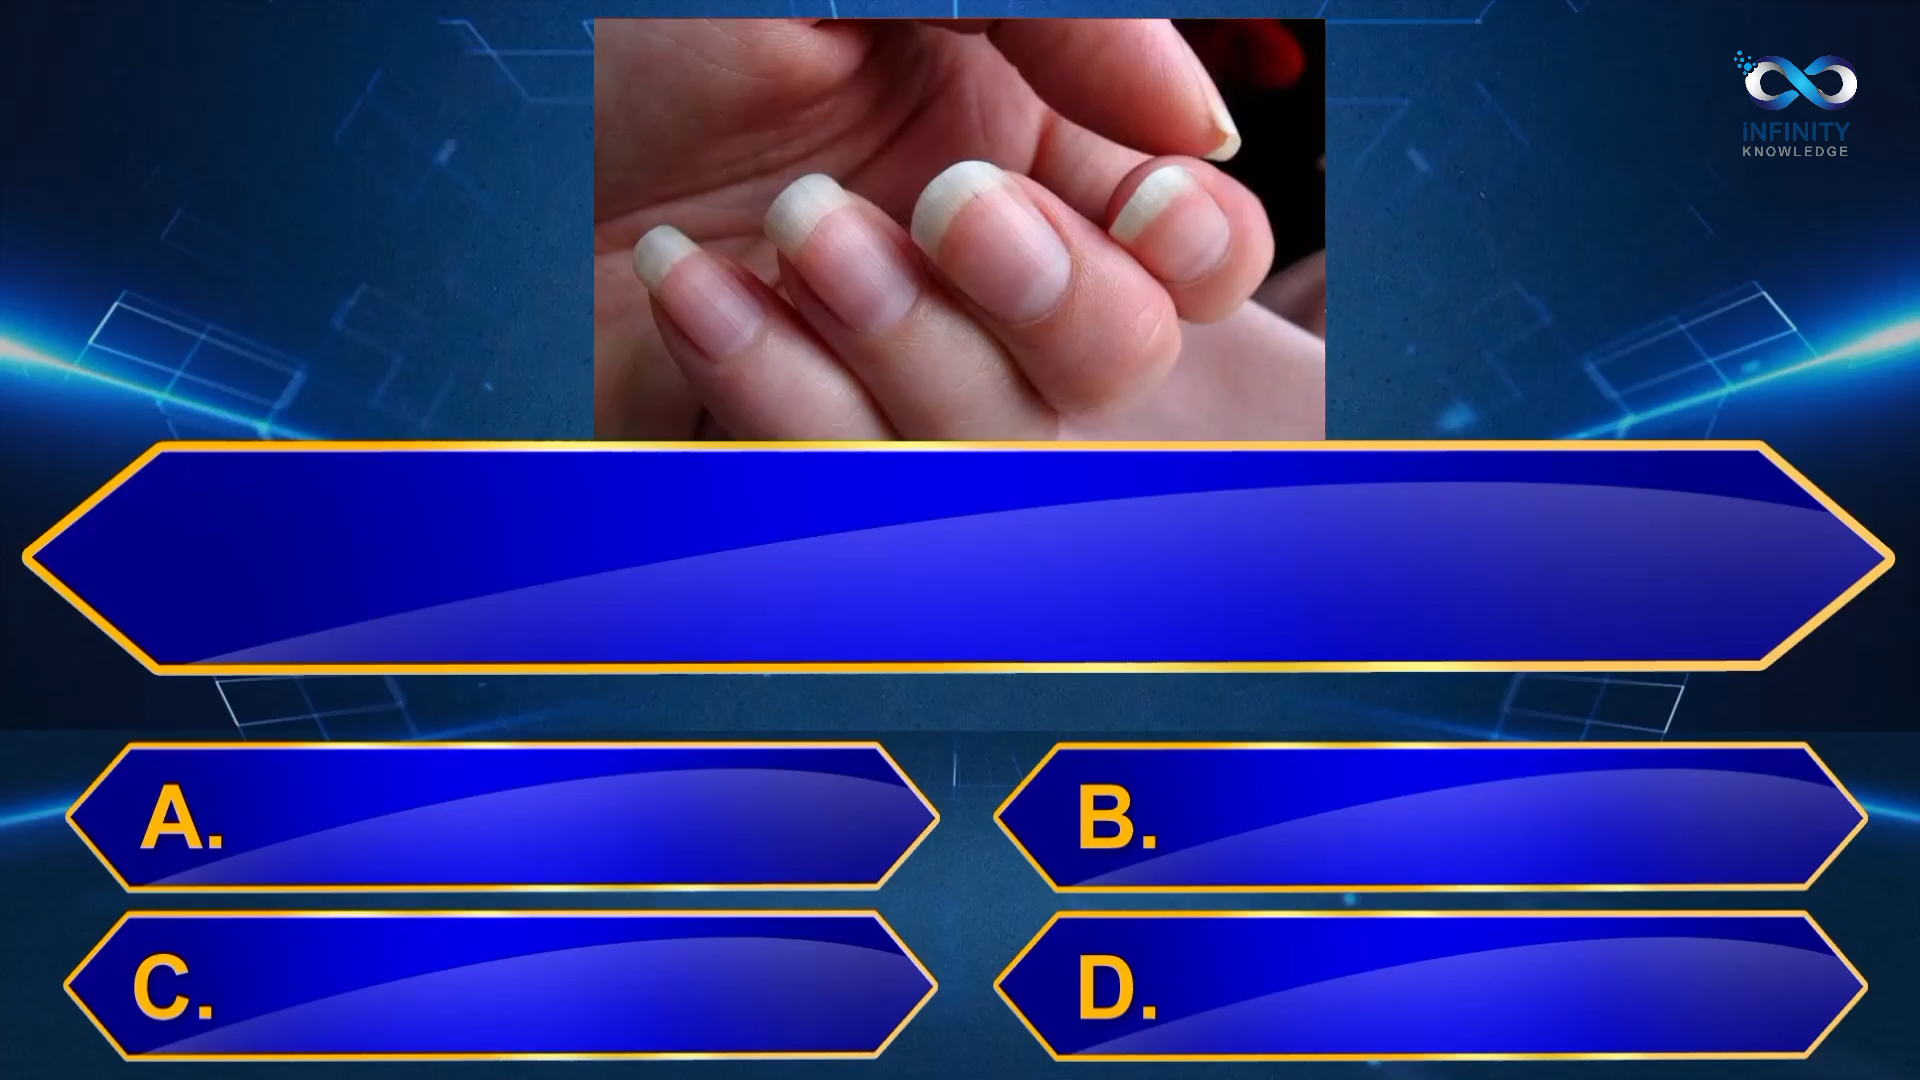 iNFINITY
KNOWLEDGE
A.
B.
C.
D.